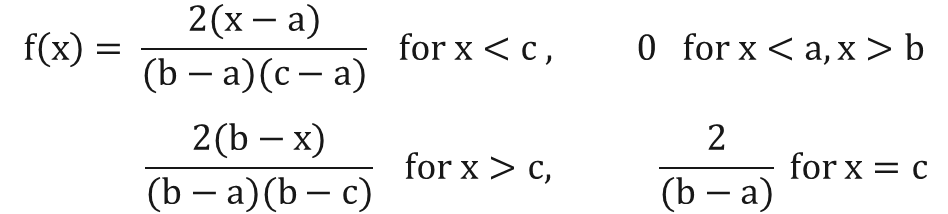 f(x) = 2(x − a) / (b − a)(c − a) for x < c , 0 for x < a, x > b
2(b − x) / (b − a)(b − c) for x > c, 2 / (b − a) for x = c